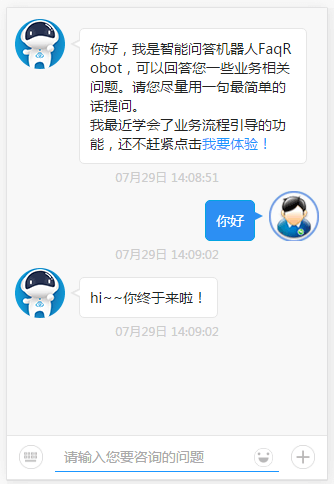 你好，我是智能问答机器人FaqR
obot，可以回答您一些业务相关
问题。请您尽量用一句最简单的
话提问。
我最近学会了业务流程引导的功
能，还不赶紧点击我要体验！
07月29日 14:08:51
你好
07月29日 14:09:02
hi~~你终于来啦！
07月29日 14:09:02
请输入您要咨询的问题